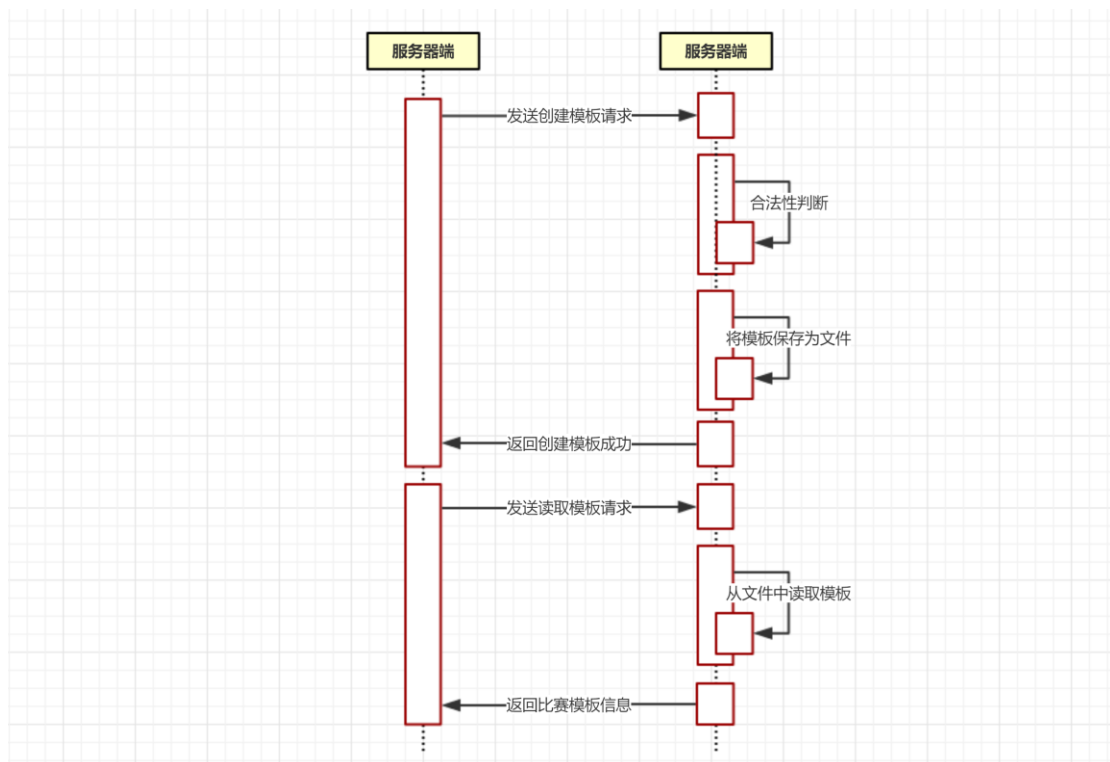 服务器端
服务器端
发送创建模板请求
合法性判断
将模板保存为文件
返回创建模板成功
发送读取模板请求
从文件中读取模板
返回比赛模板信息